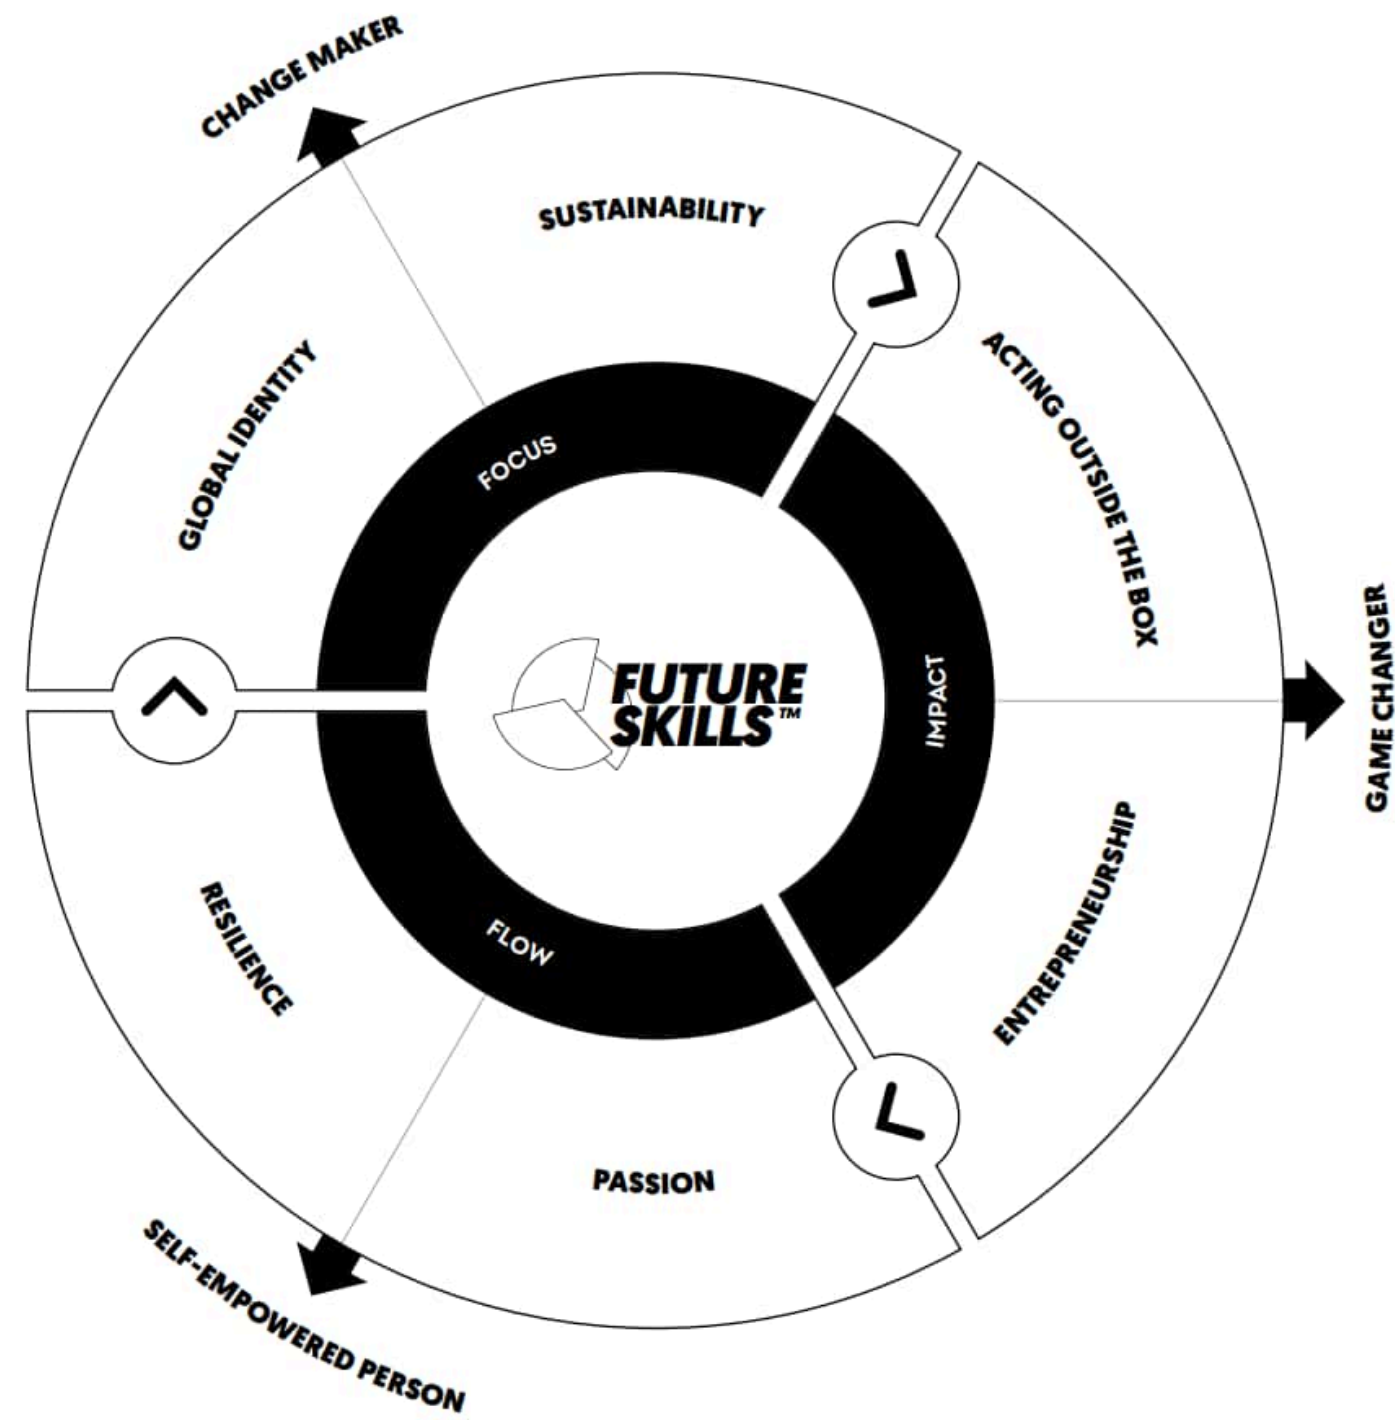 CHANGE MAKER
SUSTAINABILITY
GLOBAL IDENTITY
FOCUS
ACTING OUTSIDE THE BOX
IMPACT
GAME CHANGER
FUTURE
SKILLS™
ENTREPRENEURSHIP
FLOW
RESILIENCE
PASSION
SELF-EMPOWERED PERSON